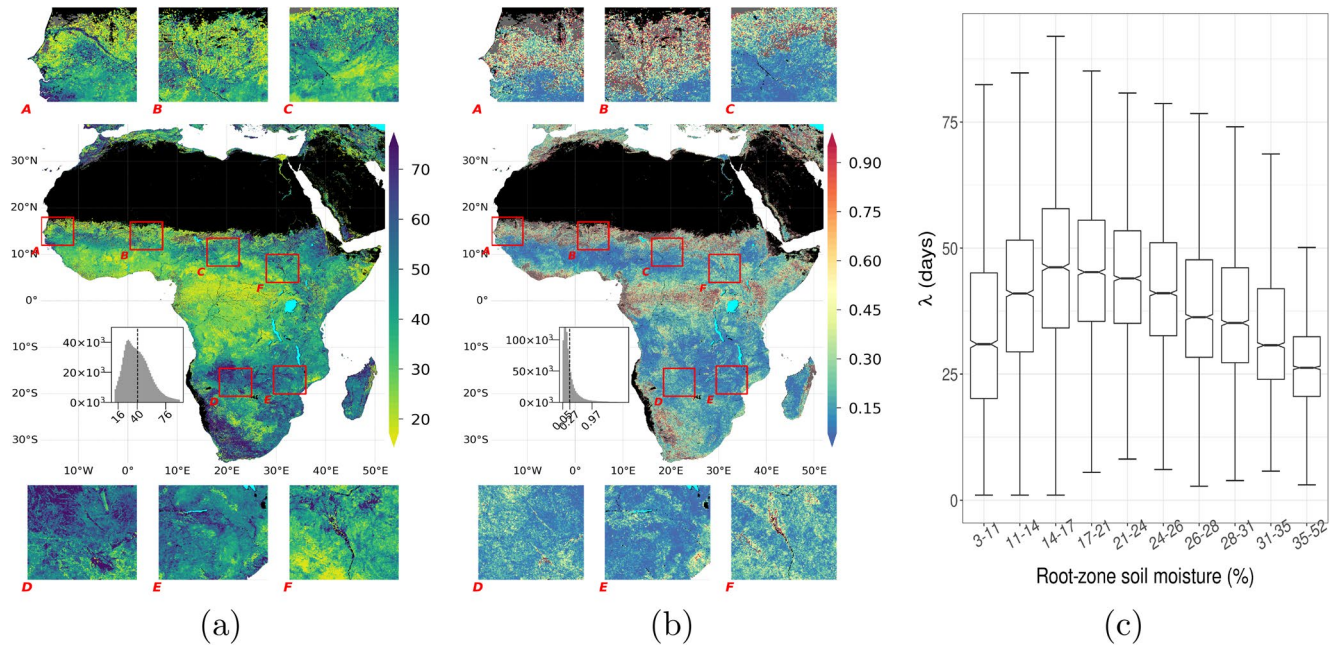 A
B
C
A
B
C
30°N
20°N
10°N
0°
10°S
20°S
30°S
10°W
0°
10°E
20°E
30°E
40°E
50°E
A
B
C
F
D
E
40×10³
20×10³
0×10³
16
40
76
70
60
50
40
30
20
30°N
20°N
10°N
0°
10°S
20°S
30°S
10°W
0°
10°E
20°E
30°E
40°E
50°E
A
B
C
F
D
E
100×10³
50×10³
0×10³
0.05
0.27
0.97
0.90
0.75
0.60
0.45
0.30
0.15
D
E
F
D
E
F
λ (days)
75
50
25
0
3-11
11-14
14-17
17-21
21-24
24-26
26-28
28-31
31-35
35-52
Root-zone soil moisture (%)
(a)
(b)
(c)